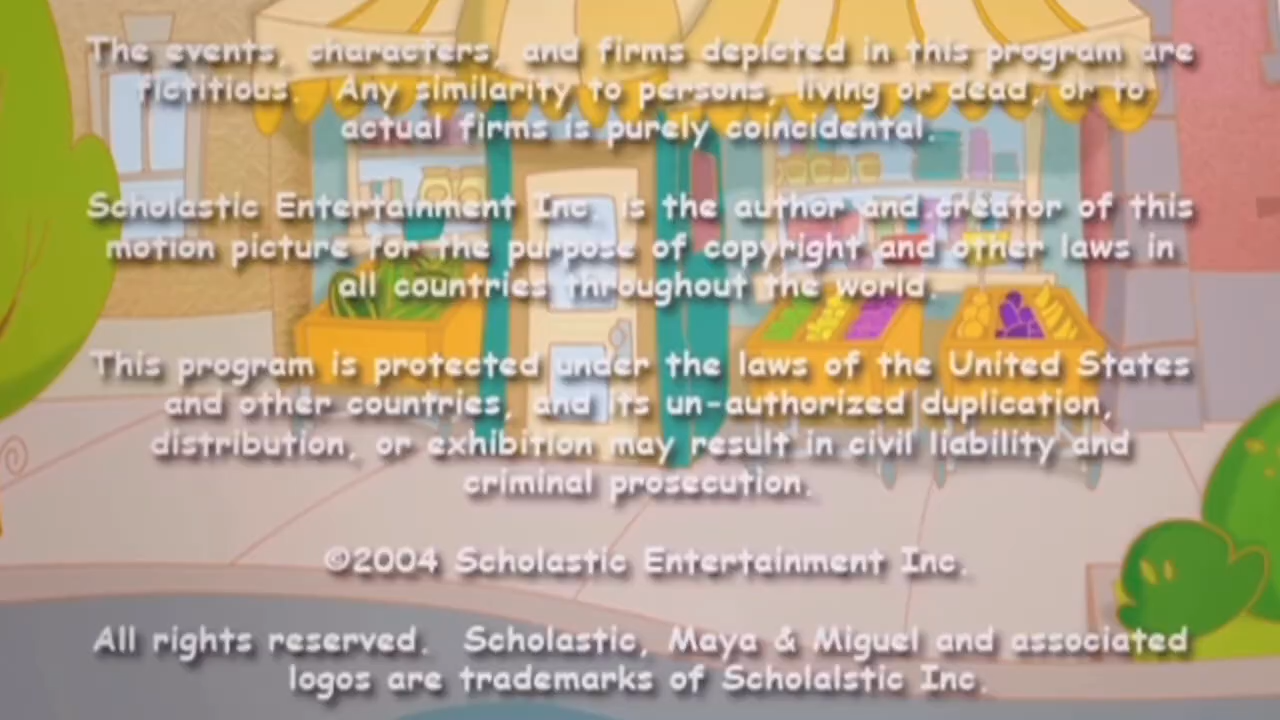 The events, characters, and firms depicted in this program are
fictitious. Any similarity to persons, living or dead, or to
actual firms is purely coincidental.
Scholastic Entertainment Inc. is the author and creator of this
motion picture for the purpose of copyright and other laws in
all countries throughout the world.
This program is protected under the laws of the United States
and other countries, and its un-authorized duplication,
distribution, or exhibition may result in civil liability and
criminal prosecution.
©2004 Scholastic Entertainment Inc.
All rights reserved. Scholastic, Maya & Miguel and associated
logos are trademarks of Scholalstic Inc.